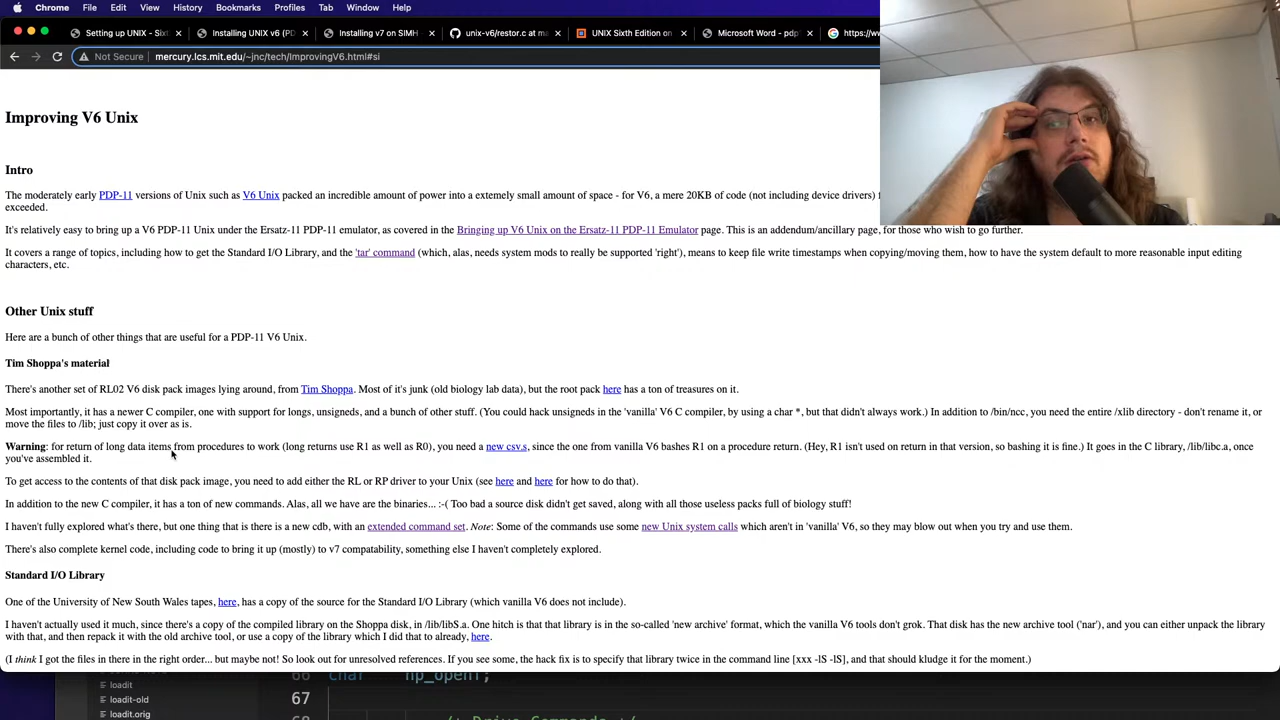 Chrome File Edit View History Bookmarks Profiles Tab Window Help
Setting up UNIX - Sixt
Installing UNIX v6 (PD
Installing v7 on SIMH
unix-v6/restor.c at ma
UNIX Sixth Edition on
Microsoft Word - pdp
https://ww
Not Secure mercury.lcs.mit.edu/~jnc/tech/ImprovingV6.html#si
Improving V6 Unix
Intro
The moderately early PDP-11 versions of Unix such as V6 Unix packed an incredible amount of power into a extemely small amount of space - for V6, a mere 20KB of code (not including device drivers) f
exceeded.
It's relatively easy to bring up a V6 PDP-11 Unix under the Ersatz-11 PDP-11 emulator, as covered in the Bringing up V6 Unix on the Ersatz-11 PDP-11 Emulator page. This is an addendum/ancillary page, for those who wish to go further.
It covers a range of topics, including how to get the Standard I/O Library, and the 'tar' command (which, alas, needs system mods to really be supported 'right'), means to keep file write timestamps when copying/moving them, how to have the system default to more reasonable input editing
characters, etc.
Other Unix stuff
Here are a bunch of other things that are useful for a PDP-11 V6 Unix.
Tim Shoppa's material
There's another set of RL02 V6 disk pack images lying around, from Tim Shoppa. Most of it's junk (old biology lab data), but the root pack here has a ton of treasures on it.
Most importantly, it has a newer C compiler, one with support for longs, unsigneds, and a bunch of other stuff. (You could hack unsigneds in the 'vanilla' V6 C compiler, by using a char *, but that didn't always work.) In addition to /bin/ncc, you need the entire /xlib directory - don't rename it, or
move the files to /lib; just copy it over as is.
Warning: for return of long data items from procedures to work (long returns use R1 as well as R0), you need a new csv.s, since the one from vanilla V6 bashes R1 on a procedure return. (Hey, R1 isn't used on return in that version, so bashing it is fine.) It goes in the C library, /lib/libc.a, once
you've assembled it.
To get access to the contents of that disk pack image, you need to add either the RL or RP driver to your Unix (see here and here for how to do that).
In addition to the new C compiler, it has a ton of new commands. Alas, all we have are the binaries... :-( Too bad a source disk didn't get saved, along with all those useless packs full of biology stuff!
I haven't fully explored what's there, but one thing that is there is a new cdb, with an extended command set. Note: Some of the commands use some new Unix system calls which aren't in 'vanilla' V6, so they may blow out when you try and use them.
There's also complete kernel code, including code to bring it up (mostly) to v7 compatability, something else I haven't completely explored.
Standard I/O Library
One of the University of New South Wales tapes, here, has a copy of the source for the Standard I/O Library (which vanilla V6 does not include).
I haven't actually used it much, since there's a copy of the compiled library on the Shoppa disk, in /lib/libS.a. One hitch is that that library is in the so-called 'new archive' format, which the vanilla V6 tools don't grok. That disk has the new archive tool ('nar'), and you can either unpack the library
with that, and then repack it with the old archive tool, or use a copy of the library which I did that to already, here.
(I think I got the files in there in the right order... but maybe not! So look out for unresolved references. If you see some, the hack fix is to specify that library twice in the command line [xxx -lS -lS], and that should kludge it for the moment.)
loadit
loadit-old
loadit.orig
66 char
67